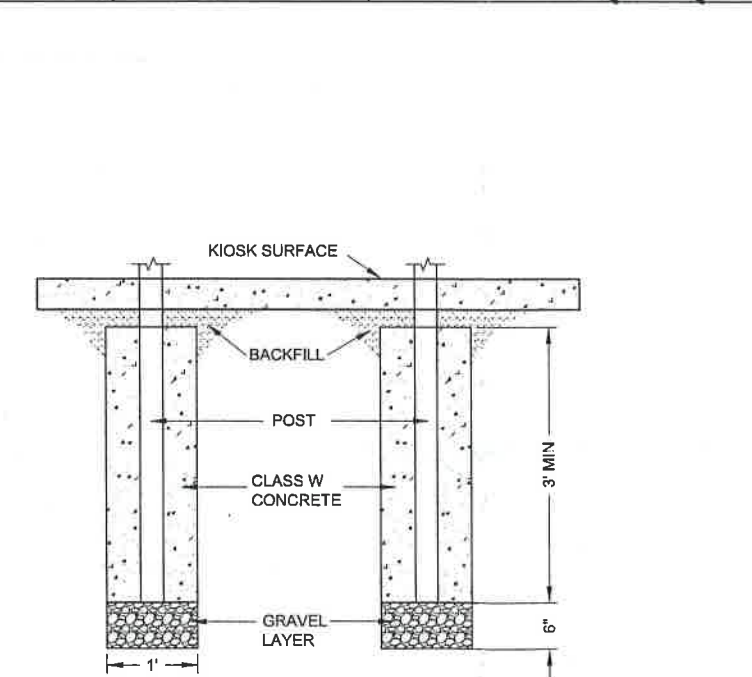 KIOSK SURFACE
BACKFILL
POST
CLASS W
CONCRETE
3' MIN
GRAVEL
LAYER
6"
1'